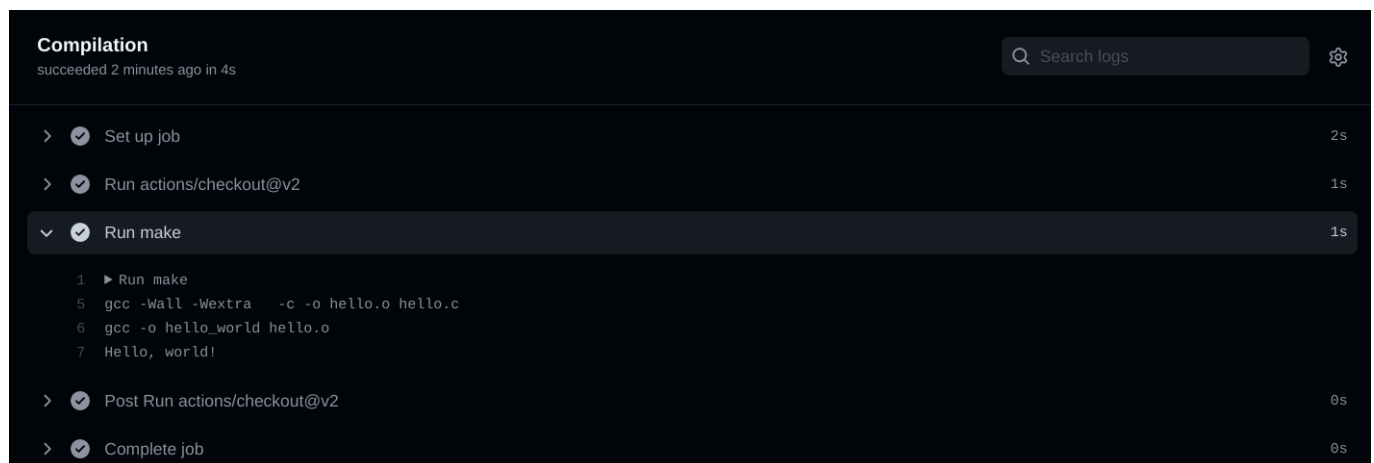 Compilation
succeeded 2 minutes ago in 4s
Search logs
Set up job 2s
Run actions/checkout@v2 1s
Run make 1s
1 Run make
5 gcc -Wall -Wextra   -c -o hello.o hello.c
6 gcc -o hello_world hello.o
7 Hello, world!
Post Run actions/checkout@v2 0s
Complete job 0s